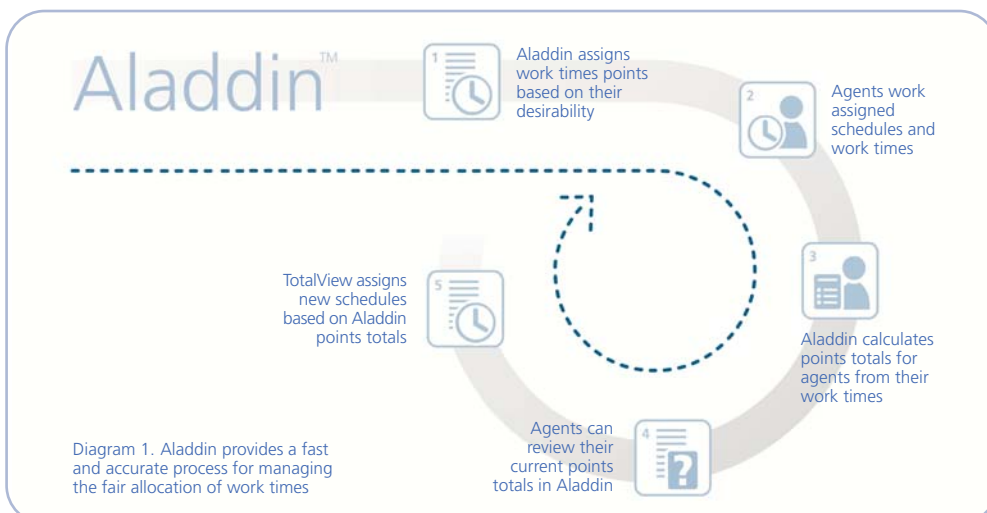 Aladdin™
1
Aladdin assigns
work times points
based on their
desirability
2
Agents work
assigned
schedules and
work times
3
Aladdin calculates
points totals for
agents from their
work times
4
?
Agents can
review their
current points
totals in Aladdin
5
TotalView assigns
new schedules
based on Aladdin
points totals
Diagram 1. Aladdin provides a fast
and accurate process for managing
the fair allocation of work times